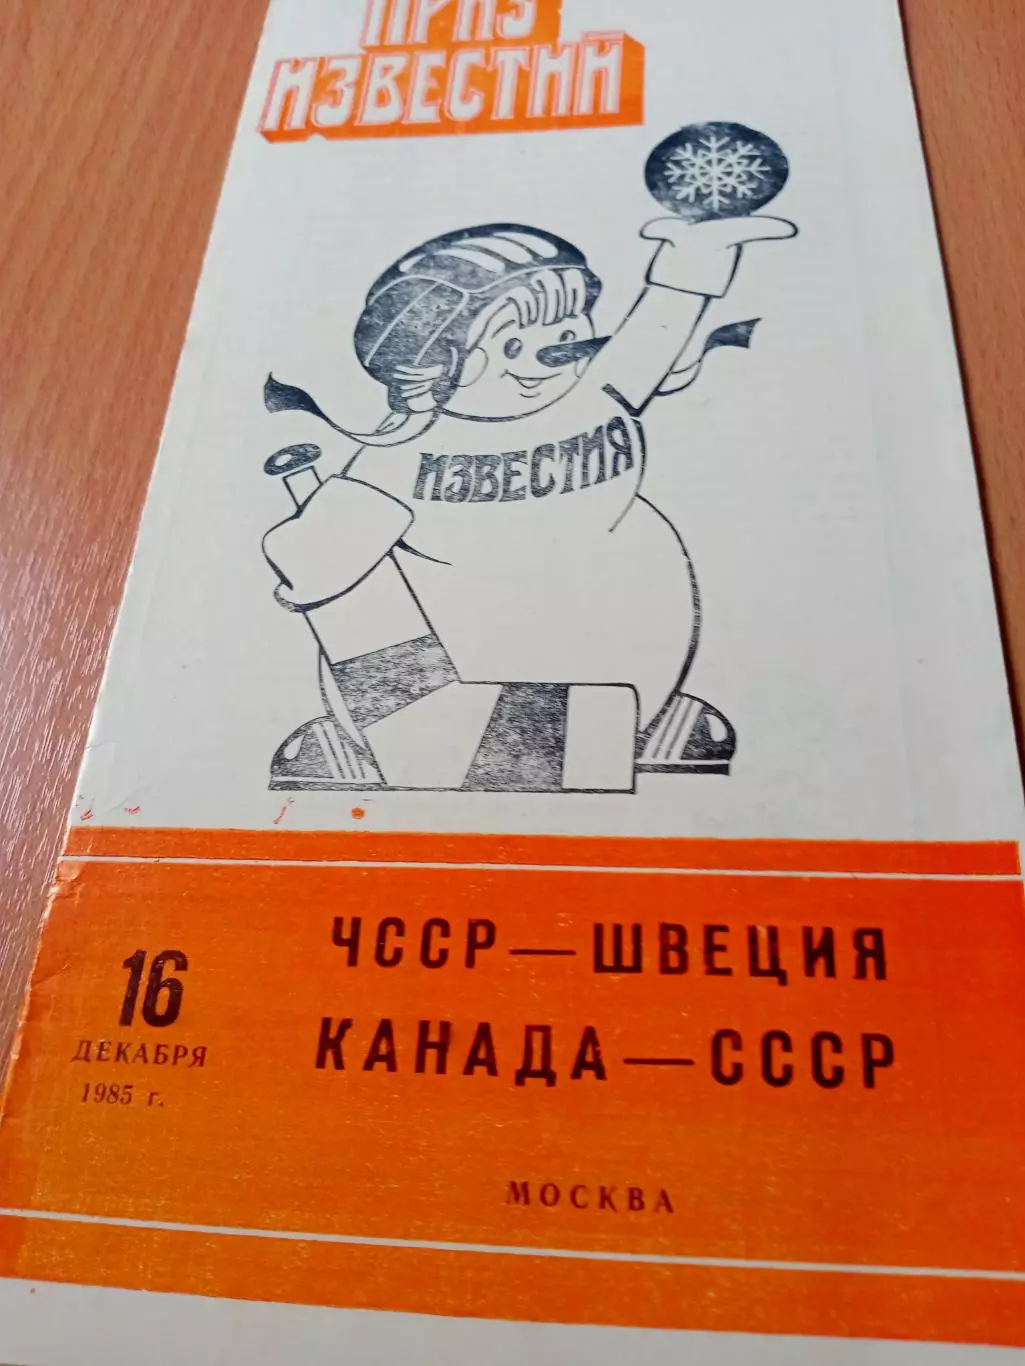 ПРИЗ
ИЗВЕСТИЙ
ИЗВЕСТИЯ
ЧССР—ШВЕЦИЯ
КАНАДА—СССР
16
ДЕКАБРЯ
1985 г.
МОСКВА